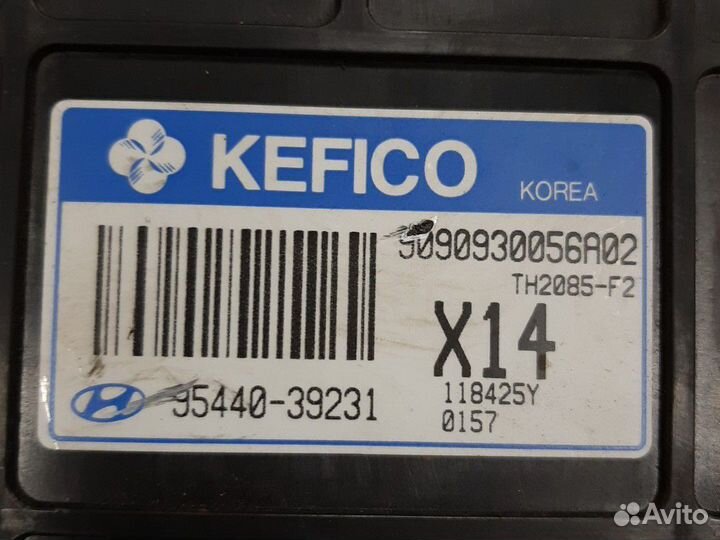 KEFICO KOREA
9090930056A02
TH2085-F2
X14
95440-39231
118425Y
0157
Avito